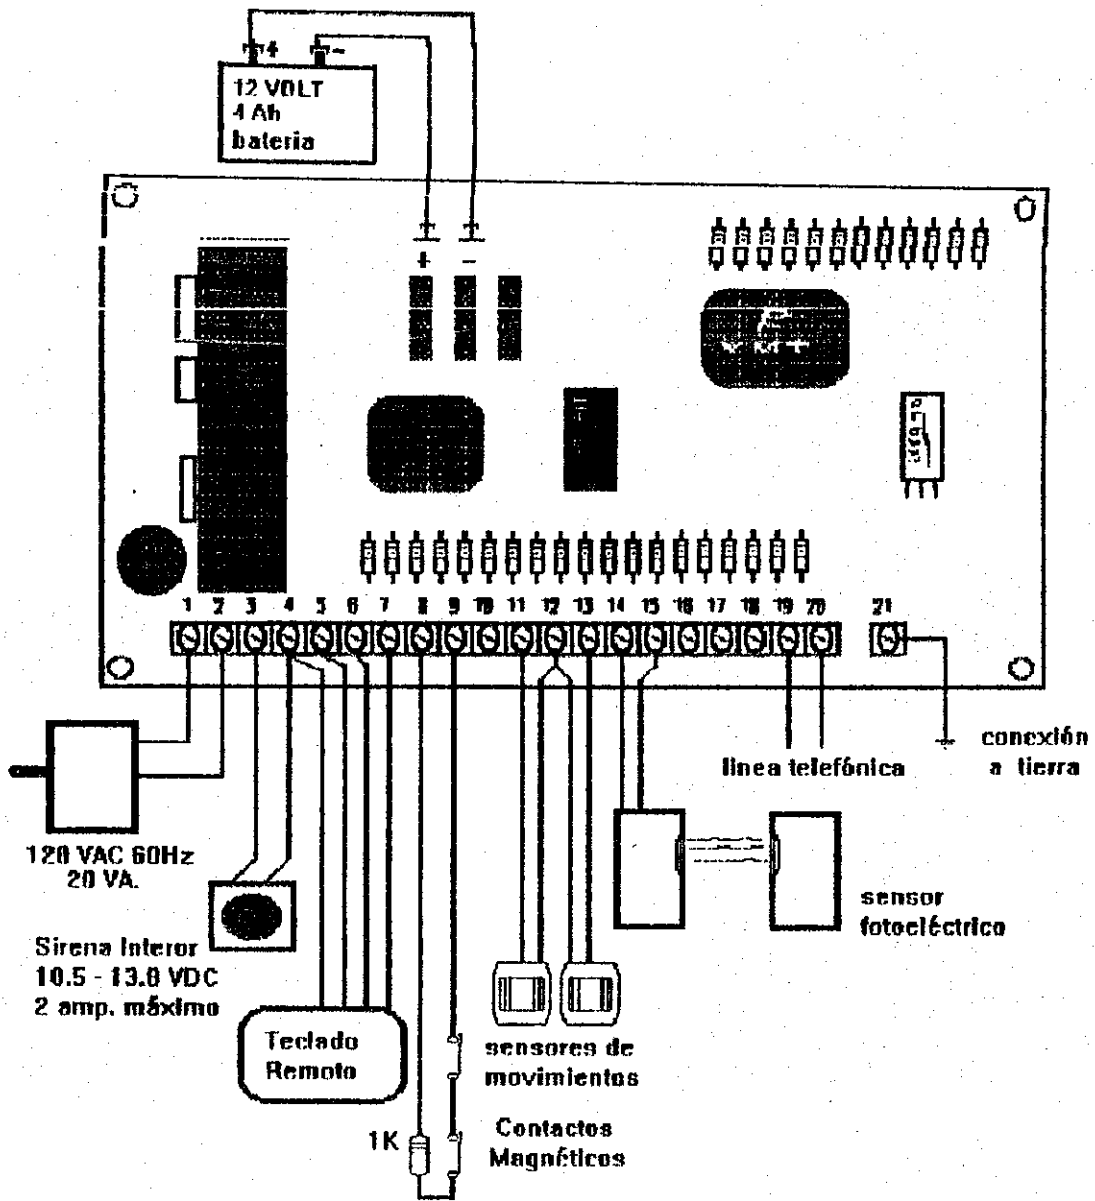 + -
12 VOLT
4 Ah
bateria
+ -
1 2 3 4 5 6 7 8 9 10 11 12 13 14 15 16 17 18 19 20 21
conexión
a tierra
línea telefónica
120 VAC 60Hz
20 VA.
sensor
fotoeléctrico
Sirena Interor
10.5 - 13.8 VDC
2 amp. máximo
Teclado
Remoto
sensores de
movimientos
1K
Contactos
Magnéticos